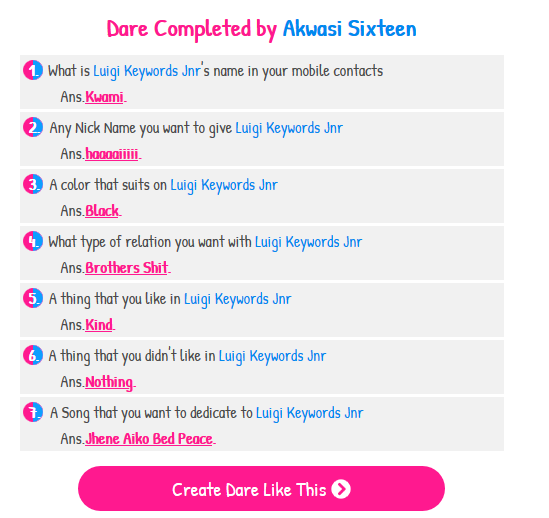 Dare Completed by Akwasi Sixteen
1 What is Luigi Keywords Jnr's name in your mobile contacts
Ans.Kwami.
2 Any Nick Name you want to give Luigi Keywords Jnr
Ans.haaaaiiiii.
3 A color that suits on Luigi Keywords Jnr
Ans.Black.
4 What type of relation you want with Luigi Keywords Jnr
Ans.Brothers Shit.
5 A thing that you like in Luigi Keywords Jnr
Ans.Kind.
6 A thing that you didn't like in Luigi Keywords Jnr
Ans.Nothing.
7 A Song that you want to dedicate to Luigi Keywords Jnr
Ans.Jhene Aiko Bed Peace.
Create Dare Like This